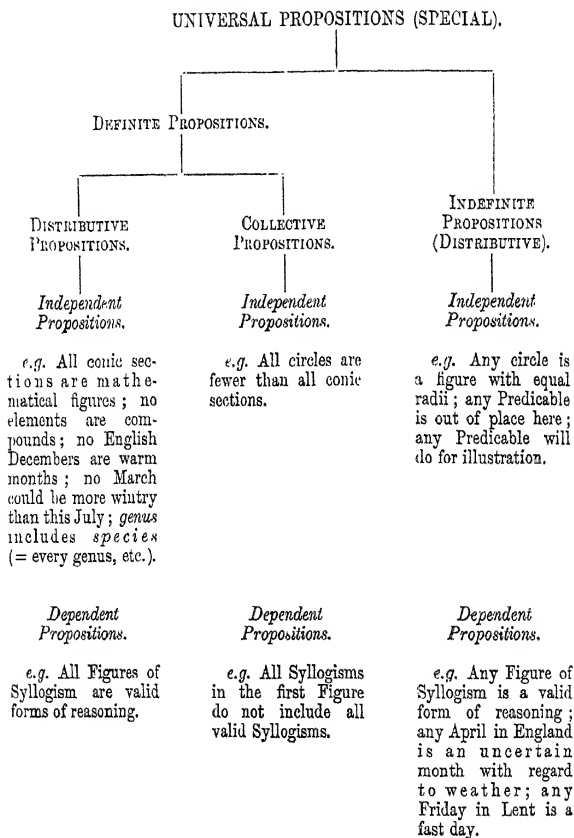 UNIVERSAL PROPOSITIONS (SPECIAL).
DEFINITE PROPOSITIONS.
DISTRIBUTIVE
PROPOSITIONS.
Independent
Propositions.
e.g. All conic sec-
tions are mathe-
matical figures; no
elements are com-
pounds; no English
Decembers are warm
months; no March
could be more wintry
than this July; genus
includes species
(= every genus, etc.).
COLLECTIVE
PROPOSITIONS.
Independent
Propositions.
e.g. All circles are
fewer than all conic
sections.
INDEFINITE
PROPOSITIONS
(DISTRIBUTIVE).
Independent
Propositions.
e.g. Any circle is
a figure with equal
radii; any Predicable
is out of place here;
any Predicable will
do for illustration.
Dependent
Propositions.
e.g. All Figures of
Syllogism are valid
forms of reasoning.
Dependent
Propositions.
e.g. All Syllogisms
in the first Figure
do not include all
valid Syllogisms.
Dependent
Propositions.
e.g. Any Figure of
Syllogism is a valid
form of reasoning;
any April in England
is an uncertain
month with regard
to weather; any
Friday in Lent is a
fast day.